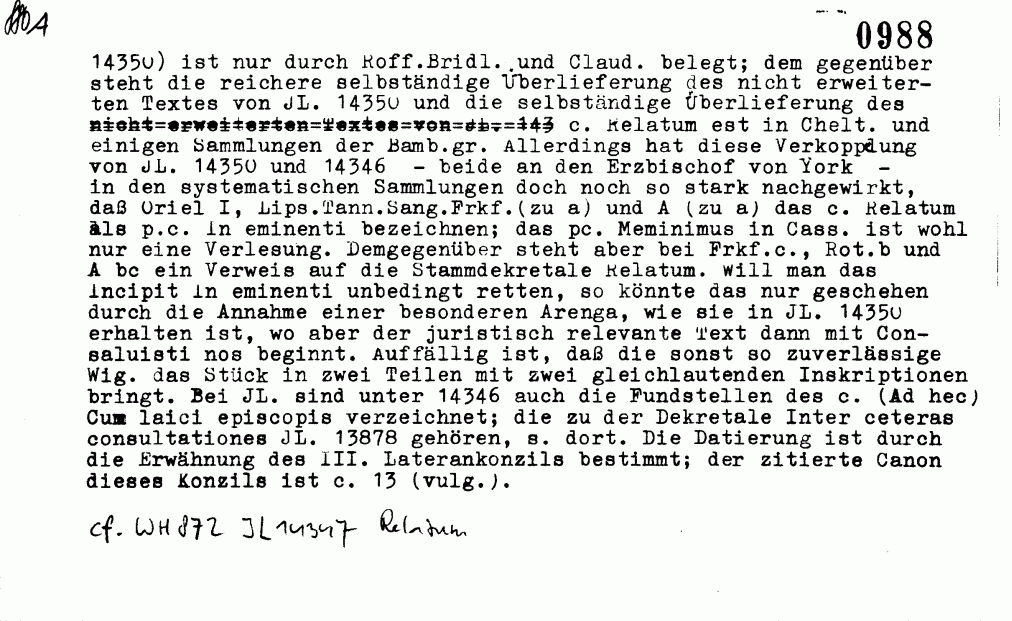 0988
14350) ist nur durch Roff.Bridl. und Claud. belegt; dem gegenüber
steht die reichere selbständige Überlieferung des nicht erweiter-
ten Textes von JL. 14350 und die selbständige Überlieferung des
nicht=erweiterten=Textes=von=JL.=143 c. Relatum est in Chelt. und
einigen Sammlungen der Bamb.gr. Allerdings hat diese Verkopplung
von JL. 14350 und 14346 - beide an den Erzbischof von York -
in den systematischen Sammlungen doch noch so stark nachgewirkt,
daß Oriel I, Lips.Tann.Sang.Frkf.(zu a) und A (zu a) das c. Relatum
als p.c. In eminenti bezeichnen; das pc. Meminimus in Cass. ist wohl
nur eine Verlesung. Demgegenüber steht aber bei Frkf.c., Rot.b und
A bc ein Verweis auf die Stammdekretale Relatum. Will man das
Incipit In eminenti unbedingt retten, so könnte das nur geschehen
durch die Annahme einer besonderen Arenga, wie sie in JL. 14350
erhalten ist, wo aber der juristisch relevante Text dann mit Con-
saluisti nos beginnt. Auffällig ist, daß die sonst so zuverlässige
Wig. das Stück in zwei Teilen mit zwei gleichlautenden Inskriptionen
bringt. Bei JL. sind unter 14346 auch die Fundstellen des c. (Ad hec)
Cum laici episcopis verzeichnet; die zu der Dekretale Inter ceteras
consultationes JL. 13878 gehören, s. dort. Die Datierung ist durch
die Erwähnung des III. Laterankonzils bestimmt; der zitierte Canon
dieses Konzils ist c. 13 (vulg.).
cf. WH 872 JL 14347 Relatum